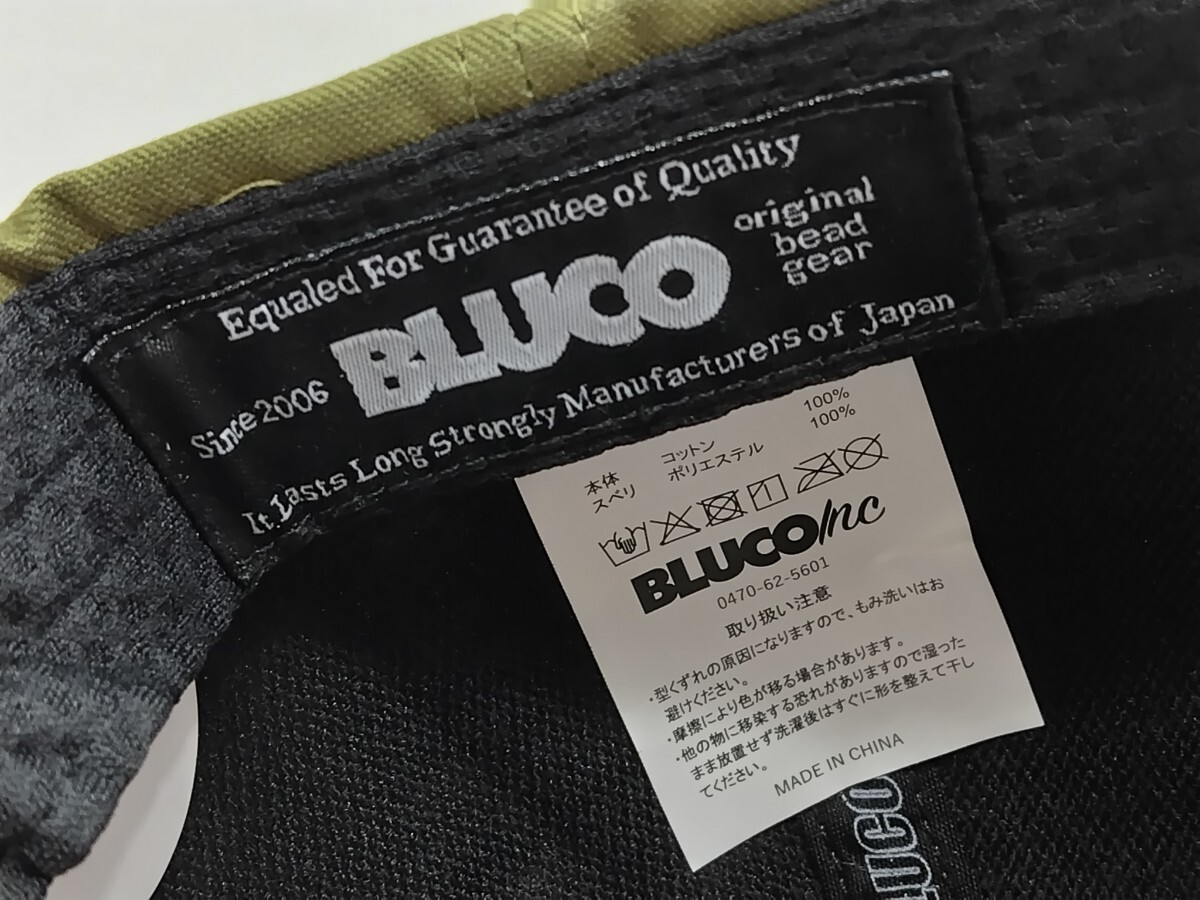 Equaled For Guarantee of Quality
Since 2006
BLUCO
original
bead
gear
It Lasts Long Strongly Manufacturers of Japan
本体 コットン 100%
スベリ ポリエステル 100%
1
BLUCO Inc
0470-62-5601
取り扱い注意
・型くずれの原因になりますので、もみ洗いはお
避けください。
・摩擦により色が移る場合があります。
・他の物に移染する恐れがありますので湿った
まま放置せず洗濯後はすぐに形を整えて干し
てください。
MADE IN CHINA
LUCO